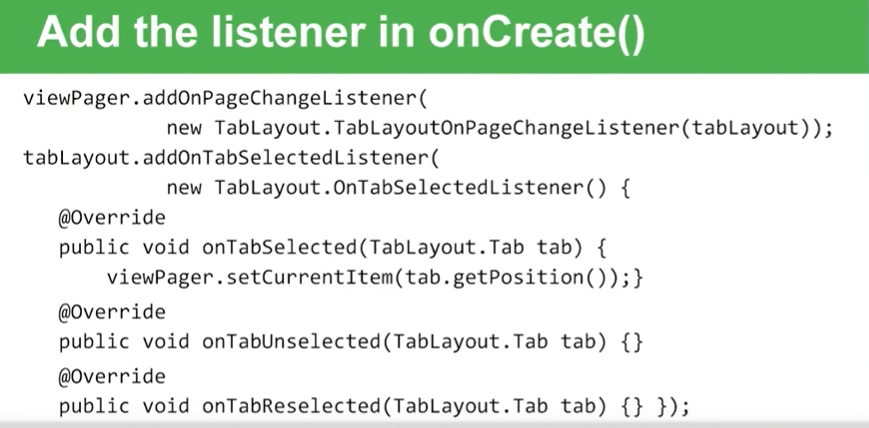 Add the listener in onCreate()
viewPager.addOnPageChangeListener(
new TabLayout.TabLayoutOnPageChangeListener(tabLayout));
tabLayout.addOnTabSelectedListener(
new TabLayout.OnTabSelectedListener() {
@Override
public void onTabSelected(TabLayout.Tab tab) {
viewPager.setCurrentItem(tab.getPosition());}
@Override
public void onTabUnselected(TabLayout.Tab tab) {}
@Override
public void onTabReselected(TabLayout.Tab tab) {} });